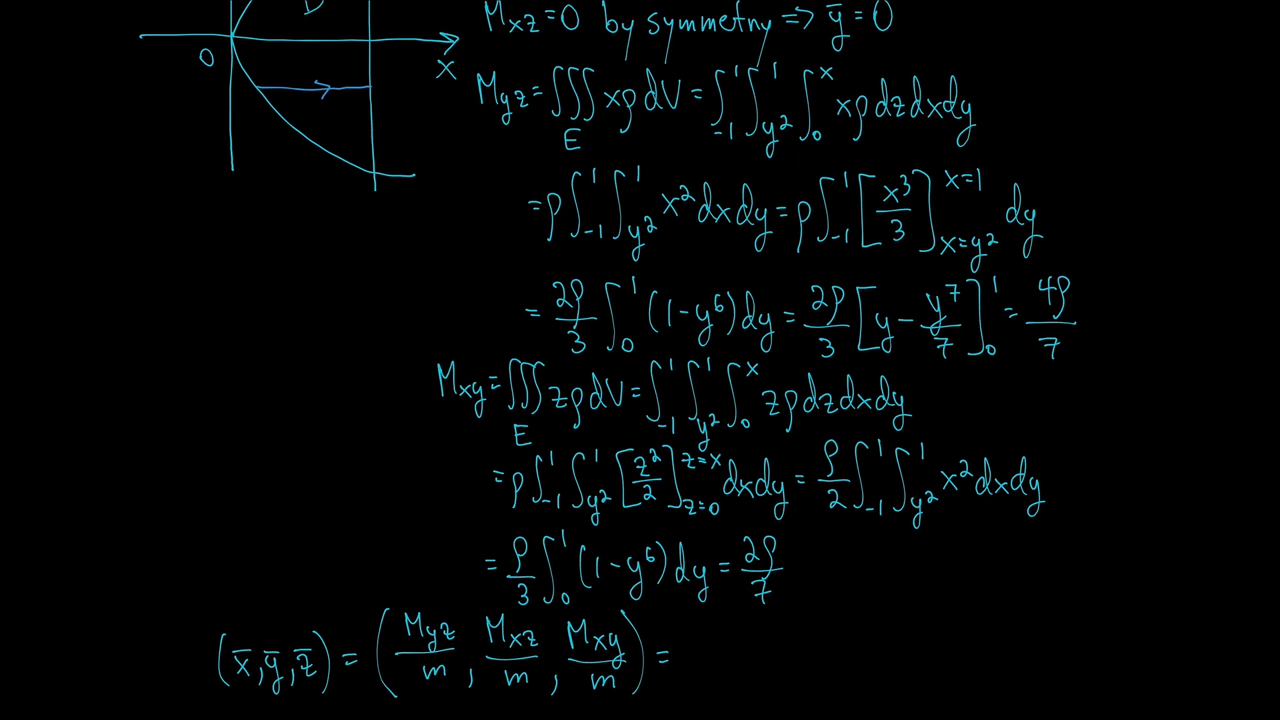 D
M_xz = 0 by symmetry ⟹ ȳ = 0
O
x
M_yz = ∭_E xρ dV = ∫_{-1}^{1} ∫_{y²}^{1} ∫_0^x xρ dz dx dy
= ρ ∫_{-1}^{1} ∫_{y²}^{1} x² dx dy = ρ ∫_{-1}^{1} [x³/3]_{x=y²}^{x=1} dy
= 2ρ/3 ∫_0^1 (1 - y⁶) dy = 2ρ/3 [y - y⁷/7]_0^1 = 4ρ/7
M_xy = ∭_E zρ dV = ∫_{-1}^{1} ∫_{y²}^{1} ∫_0^x zρ dz dx dy
= ρ ∫_{-1}^{1} ∫_{y²}^{1} [z²/2]_{z=0}^{z=x} dx dy = ρ/2 ∫_{-1}^{1} ∫_{y²}^{1} x² dx dy
= ρ/3 ∫_0^1 (1 - y⁶) dy = 2ρ/7
(x̄, ȳ, z̄) = (M_yz/m, M_xz/m, M_xy/m) =